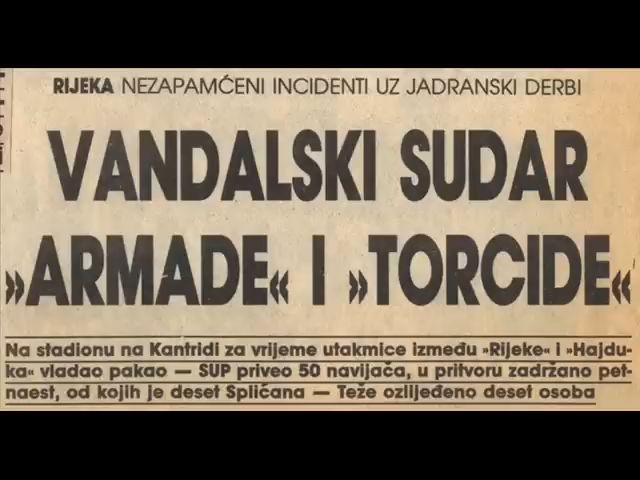 RIJEKA NEZAPAMĆENI INCIDENTI UZ JADRANSKI DERBI
VANDALSKI SUDAR
»ARMADE« I »TORCIDE«
Na stadionu na Kantridi za vrijeme utakmice između »Rijeke« i »Hajdu-
ka« vladao pakao — SUP priveo 50 navijača, u pritvoru zadržano pet-
naest, od kojih je deset Splićana — Teže ozlijeđeno deset osoba